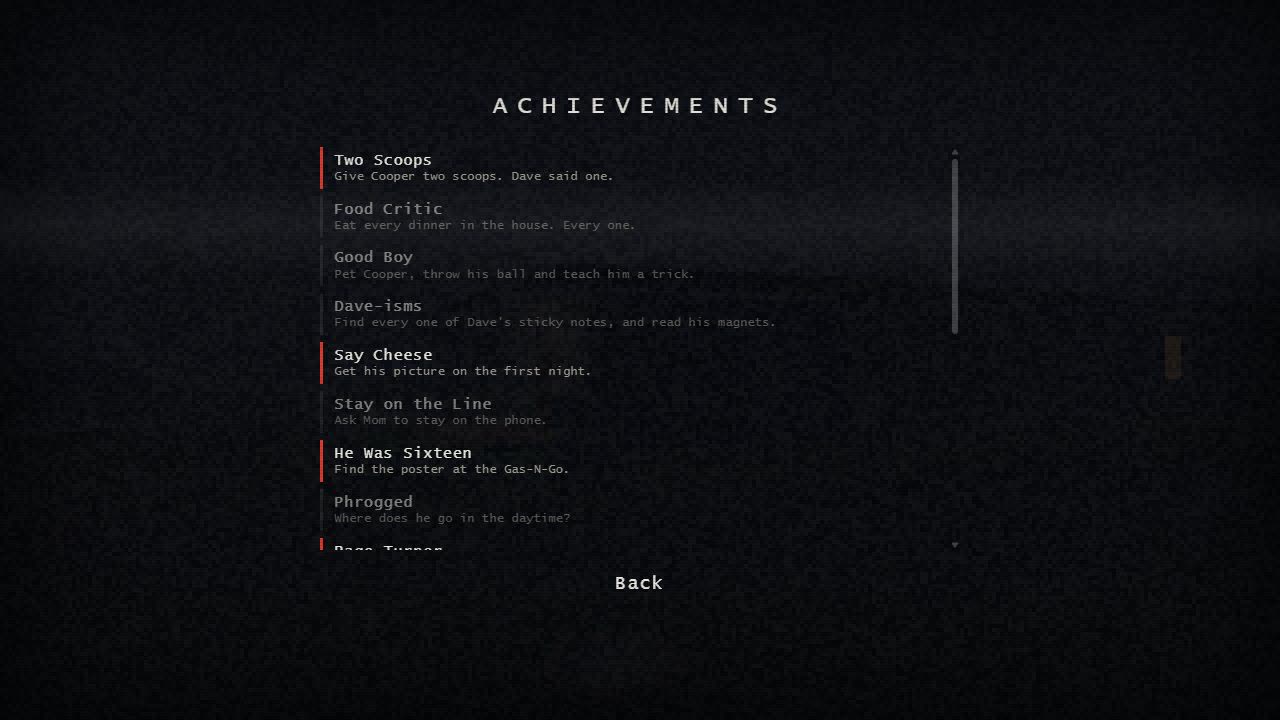 ACHIEVEMENTS
Two Scoops
Give Cooper two scoops. Dave said one.
Food Critic
Eat every dinner in the house. Every one.
Good Boy
Pet Cooper, throw his ball and teach him a trick.
Dave-isms
Find every one of Dave's sticky notes, and read his magnets.
Say Cheese
Get his picture on the first night.
Stay on the Line
Ask Mom to stay on the phone.
He Was Sixteen
Find the poster at the Gas-N-Go.
Phrogged
Where does he go in the daytime?
Page Turner
Back